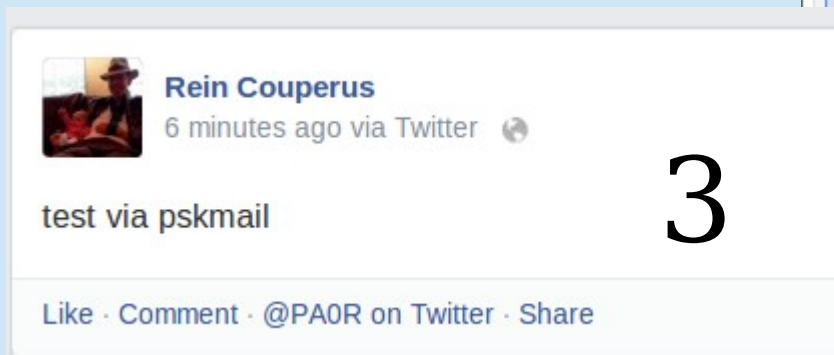 Rein Couperus
6 minutes ago via Twitter
test via pskmail
3
Like · Comment · @PA0R on Twitter · Share